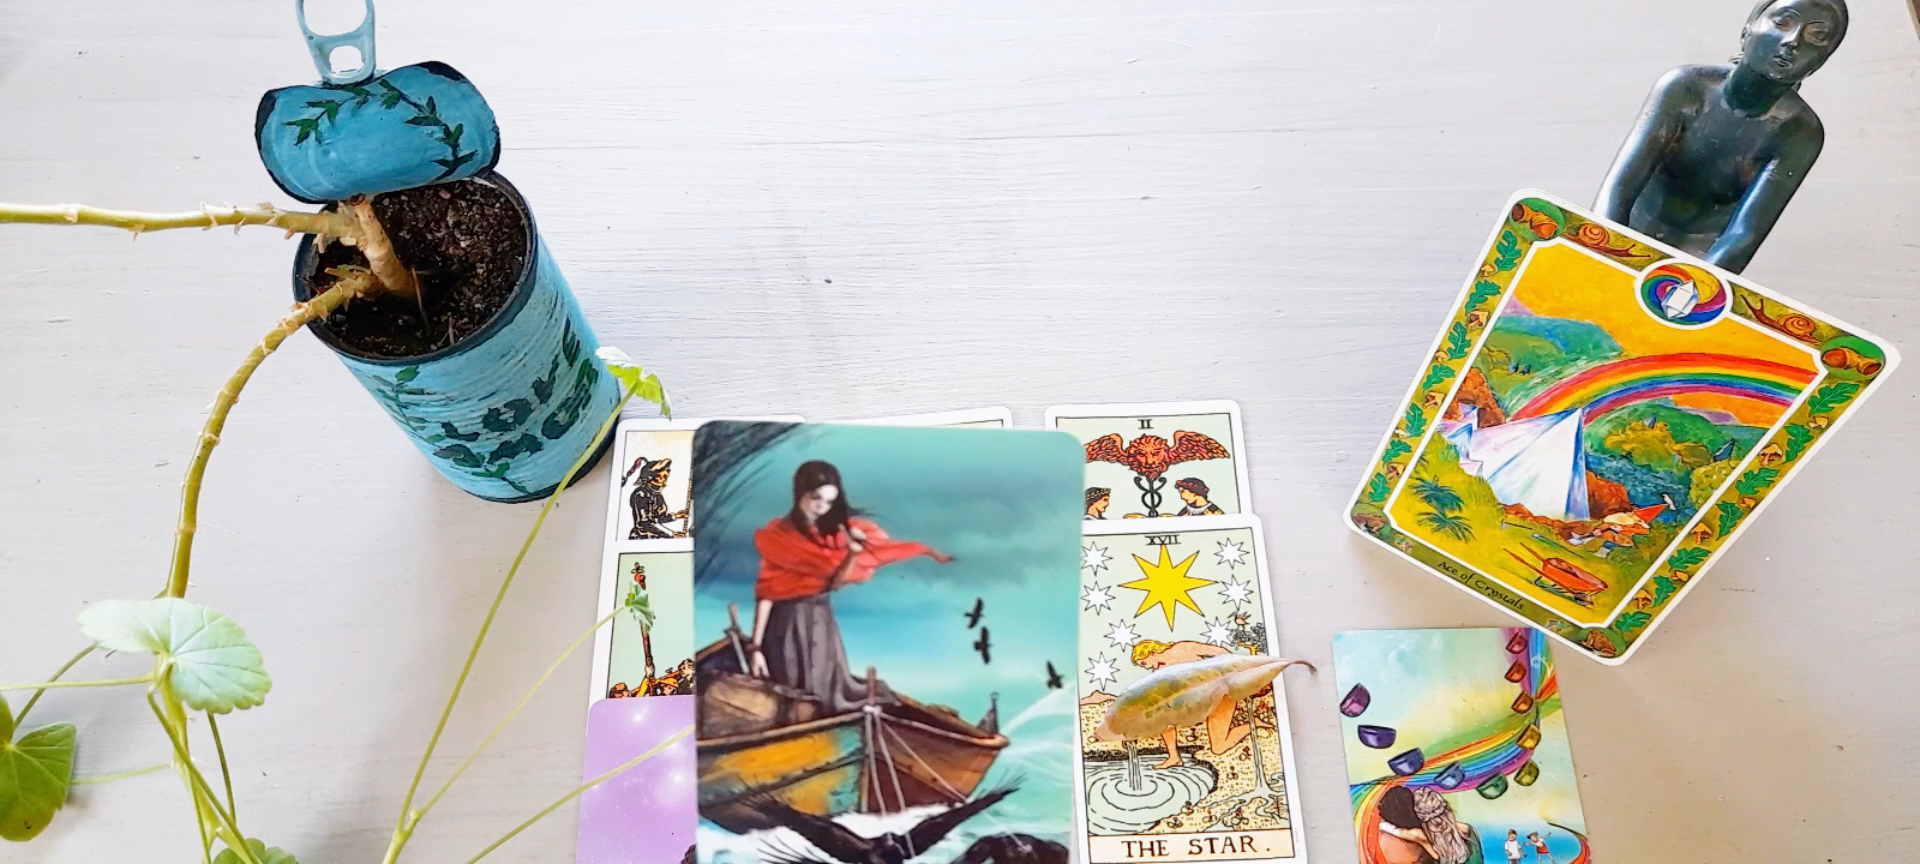 II
XVII
THE STAR.
Ace of Crystals